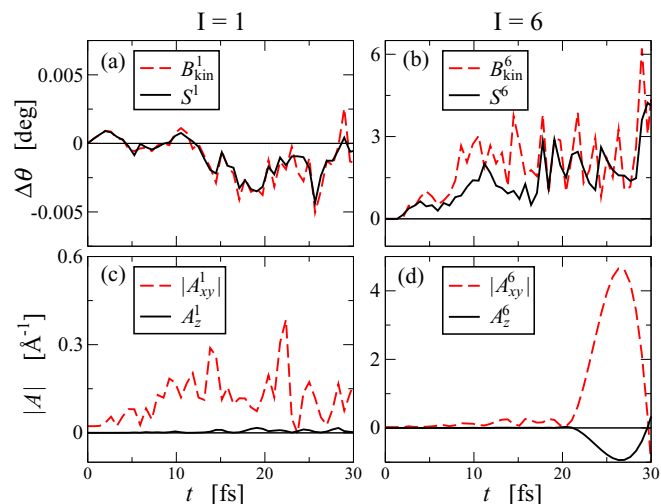 I = 1
I = 6
(a)
B¹kin
S¹
0.005
0
-0.005
Δθ [deg]
(b)
B⁶kin
S⁶
6
3
0
(c)
|A¹xy|
A¹z
0.6
0.3
0
|A| [Å⁻¹]
0 10 20 30
t [fs]
(d)
|A⁶xy|
A⁶z
4
2
0
0 10 20 30
t [fs]